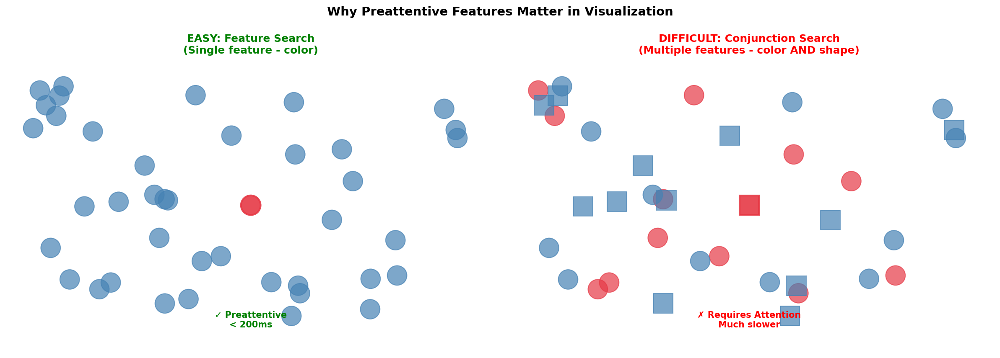 Why Preattentive Features Matter in Visualization
EASY: Feature Search
(Single feature - color)
DIFFICULT: Conjunction Search
(Multiple features - color AND shape)
✓ Preattentive
< 200ms
✗ Requires Attention
Much slower